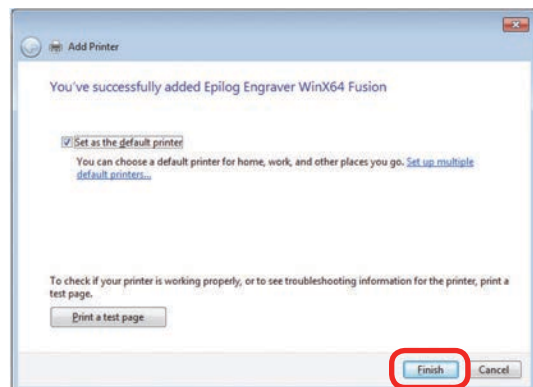 Add Printer
You've successfully added Epilog Engraver WinX64 Fusion
Set as the default printer
You can choose a default printer for home, work, and other places you go. Set up multiple
default printers...
To check if your printer is working properly, or to see troubleshooting information for the printer, print a
test page.
Print a test page
Finish Cancel